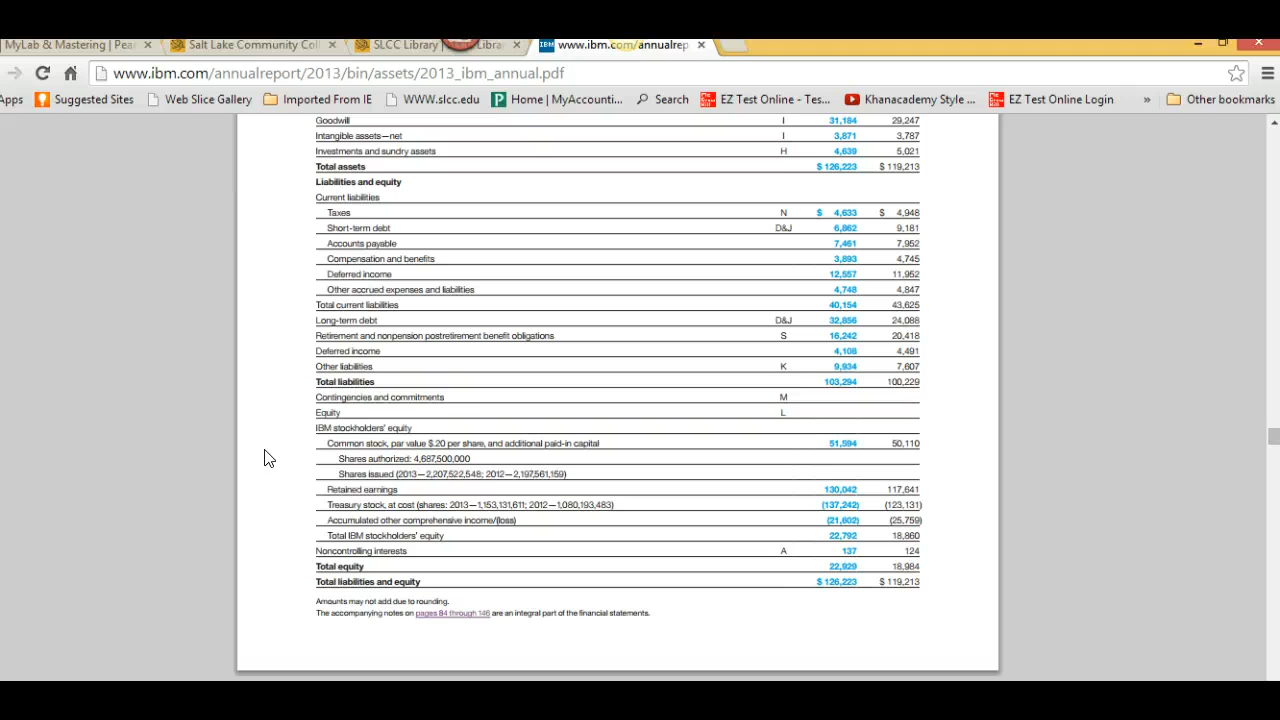 MyLab & Mastering | Pea
Salt Lake Community Col
SLCC Library
Libra
www.ibm.com/annualrep
www.ibm.com/annualreport/2013/bin/assets/2013_ibm_annual.pdf
Apps Suggested Sites Web Slice Gallery Imported From IE WWW.slcc.edu Home | MyAccounti... Search EZ Test Online - Tes... Khanacademy Style ... EZ Test Online Login » Other bookmarks
Goodwill I 31,184 29,247
Intangible assets—net I 3,871 3,787
Investments and sundry assets H 4,639 5,021
Total assets $ 126,223 $ 119,213
Liabilities and equity
Current liabilities
Taxes N $ 4,633 $ 4,948
Short-term debt D&J 6,862 9,181
Accounts payable 7,461 7,952
Compensation and benefits 3,893 4,745
Deferred income 12,557 11,952
Other accrued expenses and liabilities 4,748 4,847
Total current liabilities 40,154 43,625
Long-term debt D&J 32,856 24,088
Retirement and nonpension postretirement benefit obligations S 16,242 20,418
Deferred income 4,108 4,491
Other liabilities K 9,934 7,607
Total liabilities 103,294 100,229
Contingencies and commitments M
Equity L
IBM stockholders' equity
Common stock, par value $.20 per share, and additional paid-in capital 51,594 50,110
Shares authorized: 4,687,500,000
Shares issued (2013—2,207,522,548; 2012—2,197,561,159)
Retained earnings 130,042 117,641
Treasury stock, at cost (shares: 2013—1,153,131,611; 2012—1,080,193,483) (137,242) (123,131)
Accumulated other comprehensive income/(loss) (21,602) (25,759)
Total IBM stockholders' equity 22,792 18,860
Noncontrolling interests A 137 124
Total equity 22,929 18,984
Total liabilities and equity $ 126,223 $ 119,213
Amounts may not add due to rounding.
The accompanying notes on pages 84 through 146 are an integral part of the financial statements.